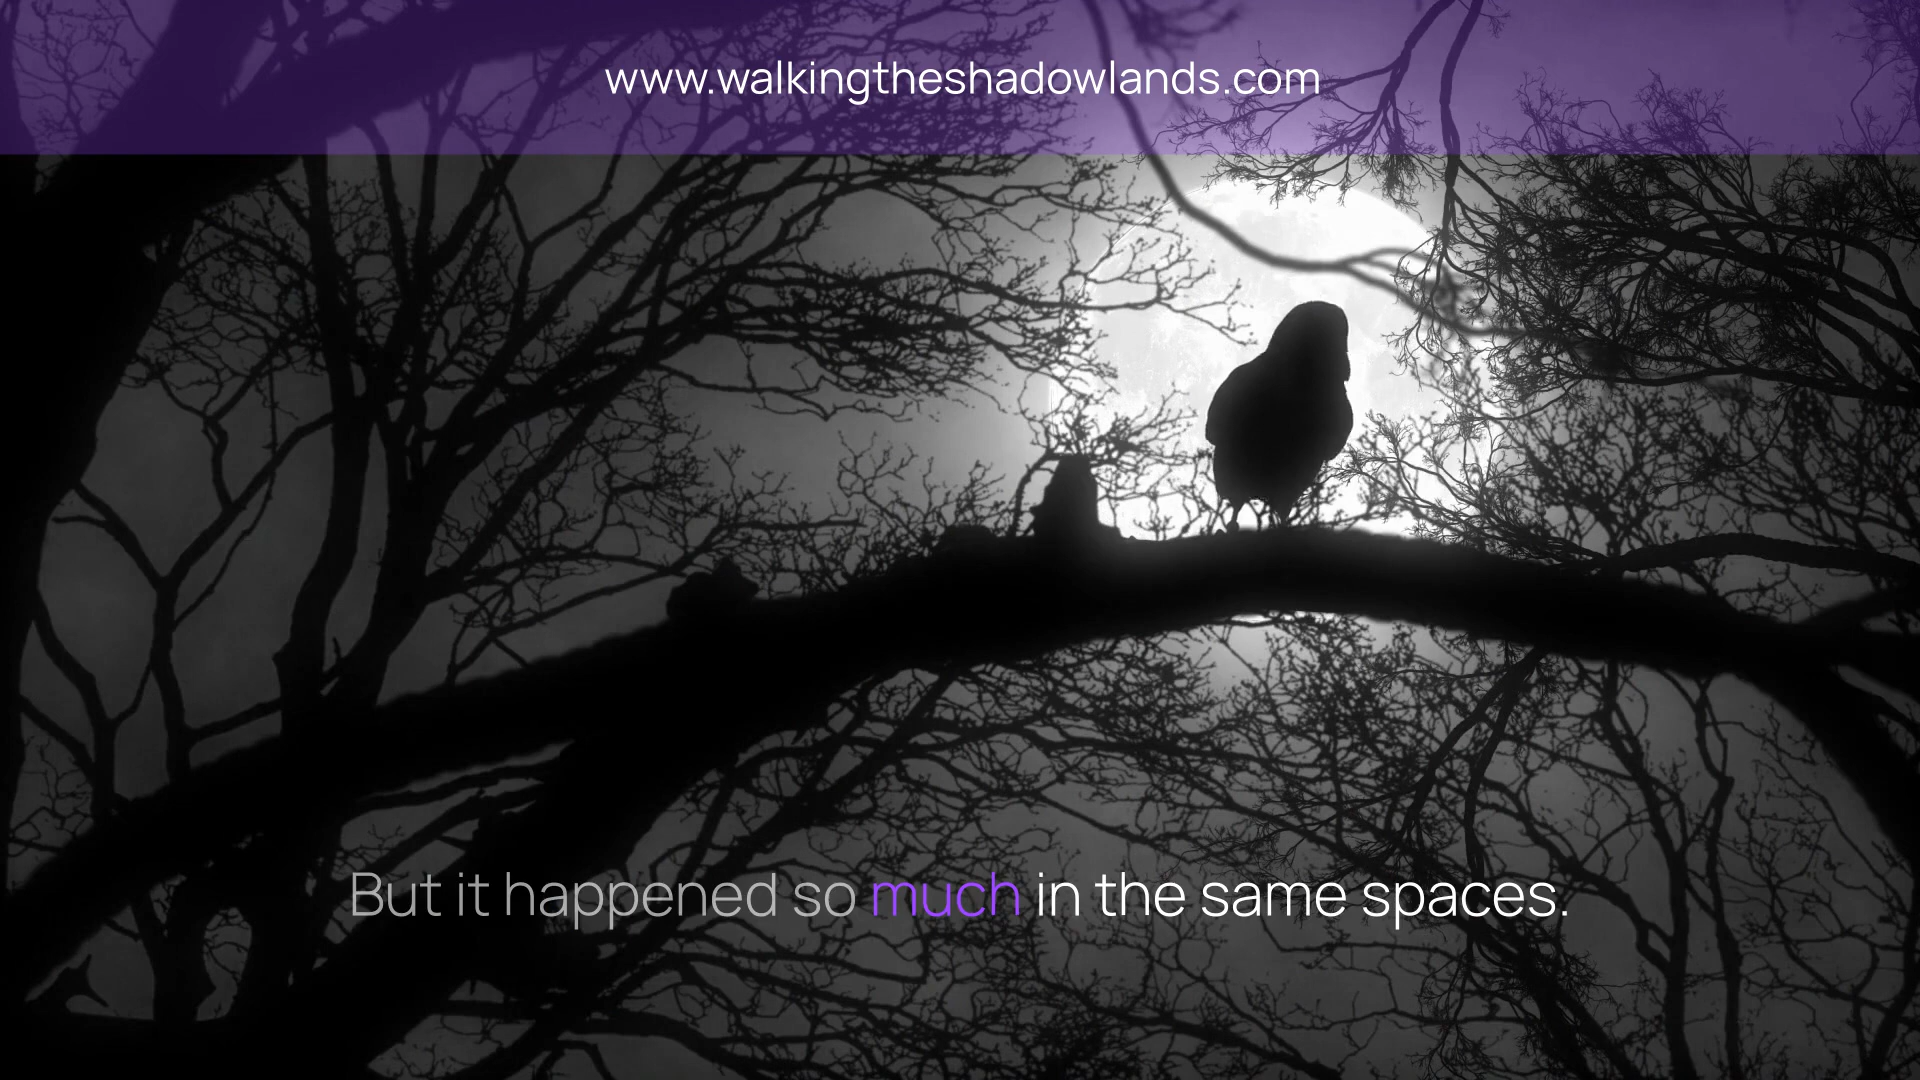 www.walkingtheshadowlands.com
But it happened so much in the same spaces.